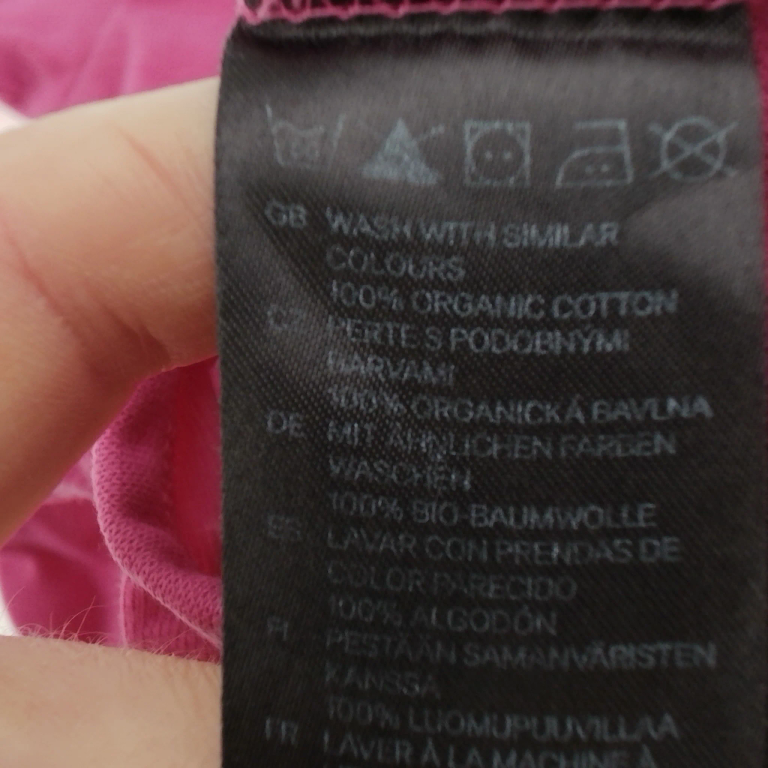 GB WASH WITH SIMILAR
COLOURS
100% ORGANIC COTTON
CZ PERTE S PODOBNÝMI
BARVAMI
100% ORGANICKÁ BAVLNA
DE MIT ÄHNLICHEN FARBEN
WASCHEN
100% BIO-BAUMWOLLE
ES LAVAR CON PRENDAS DE
COLOR PARECIDO
100% ALGODÓN
FI PESTÄÄN SAMANVÄRISTEN
KANSSA
100% LUOMUPUUVILLAA
FR LAVER À LA MACHINE À